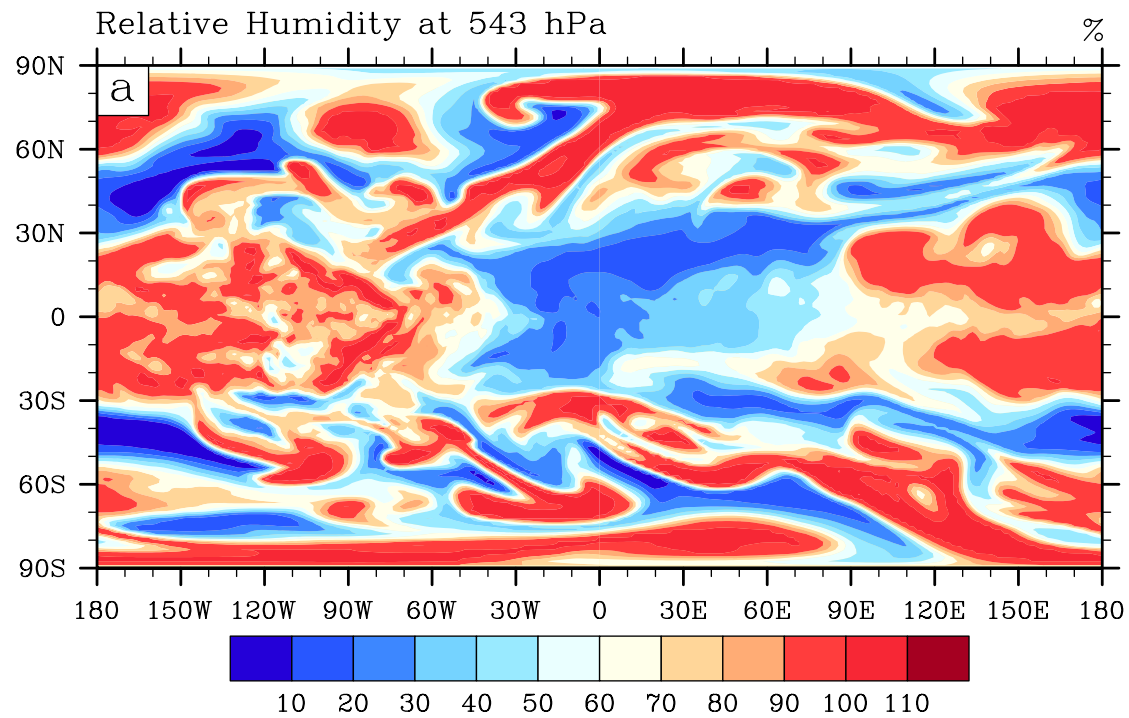 Relative Humidity at 543 hPa %
a
90N
60N
30N
0
30S
60S
90S
180 150W 120W 90W 60W 30W 0 30E 60E 90E 120E 150E 180
10 20 30 40 50 60 70 80 90 100 110